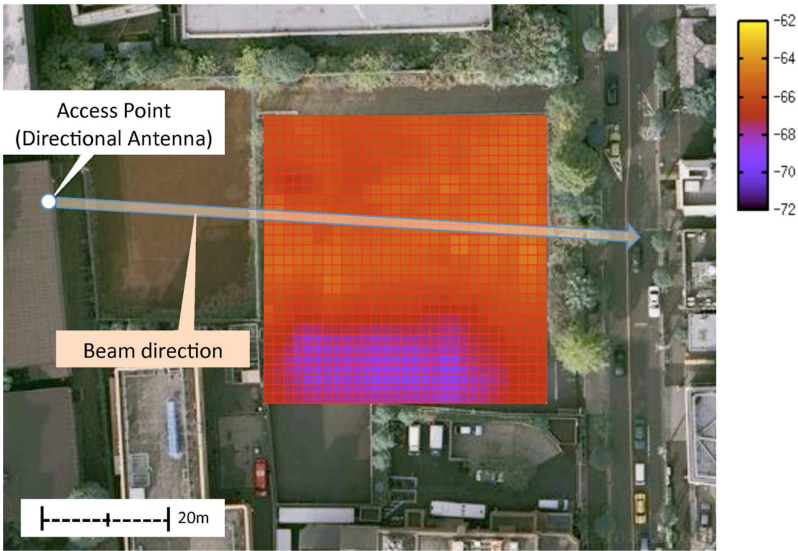 Access Point
(Directional Antenna)
Beam direction
20m
-62
-64
-66
-68
-70
-72